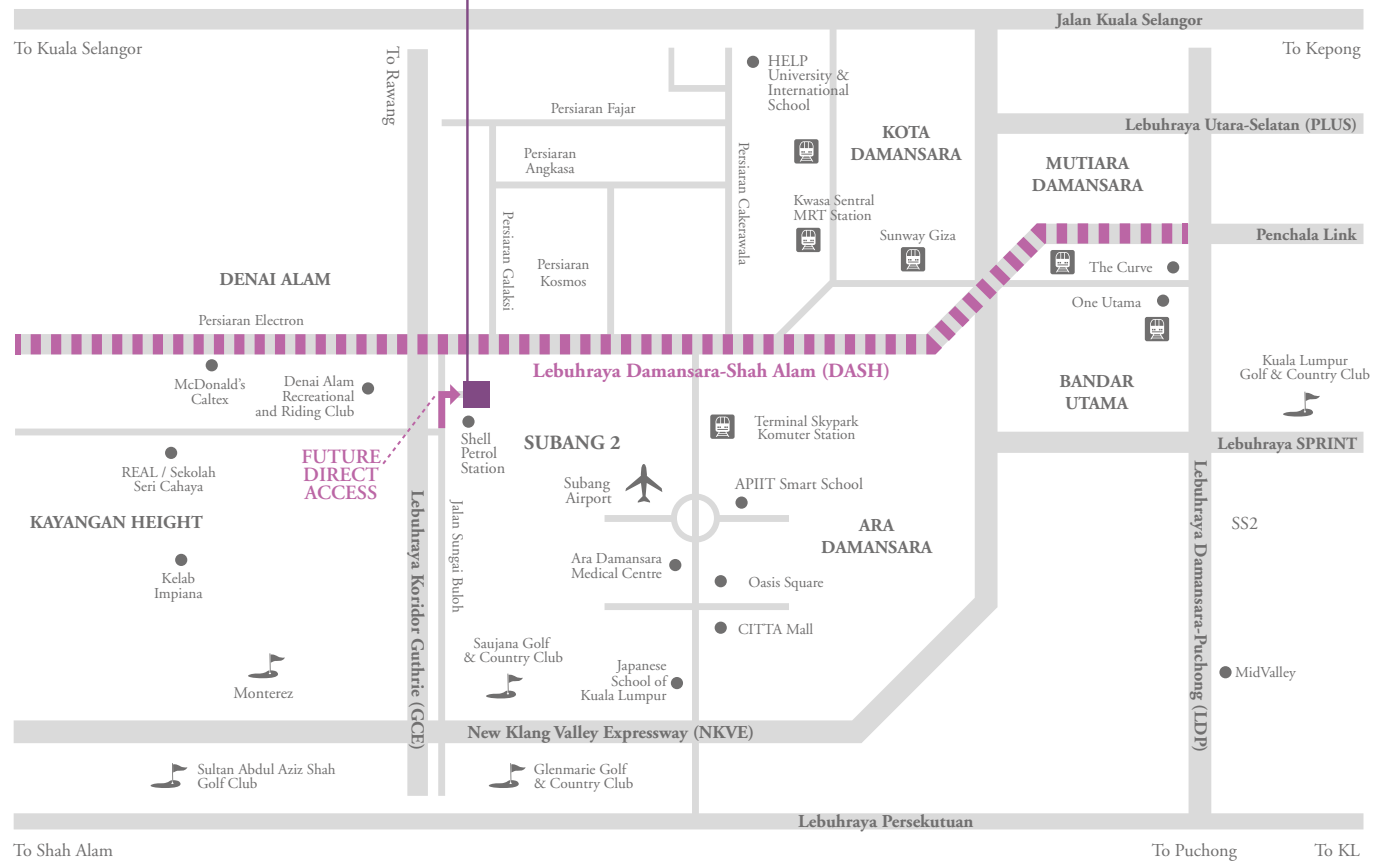 Jalan Kuala Selangor
To Kuala Selangor
To Kepong
To Rawang
HELP
University &
International
School
Persiaran Fajar
Lebuhraya Utara-Selatan (PLUS)
KOTA
DAMANSARA
Persiaran
Angkasa
Persiaran Cakerawala
MUTIARA
DAMANSARA
Kwasa Sentral
MRT Station
Persiaran Galaksi
Sunway Giza
Penchala Link
Persiaran
Kosmos
The Curve
DENAI ALAM
One Utama
Persiaran Electron
Lebuhraya Damansara-Shah Alam (DASH)
Kuala Lumpur
Golf & Country Club
McDonald's
Caltex
Denai Alam
Recreational
and Riding Club
BANDAR
UTAMA
Terminal Skypark
Komuter Station
Shell
Petrol
Station
SUBANG 2
Lebuhraya SPRINT
FUTURE
DIRECT
ACCESS
REAL / Sekolah
Seri Cahaya
Subang
Airport
APIIT Smart School
Lebuhraya Koridor Guthrie (GCE)
Jalan Sungai Buloh
Lebuhraya Damansara-Puchong (LDP)
KAYANGAN HEIGHT
SS2
ARA
DAMANSARA
Ara Damansara
Medical Centre
Kelab
Impiana
Oasis Square
CITTA Mall
Saujana Golf
& Country Club
Japanese
School of
Kuala Lumpur
MidValley
Monterez
New Klang Valley Expressway (NKVE)
Sultan Abdul Aziz Shah
Golf Club
Glenmarie Golf
& Country Club
Lebuhraya Persekutuan
To Shah Alam
To Puchong
To KL